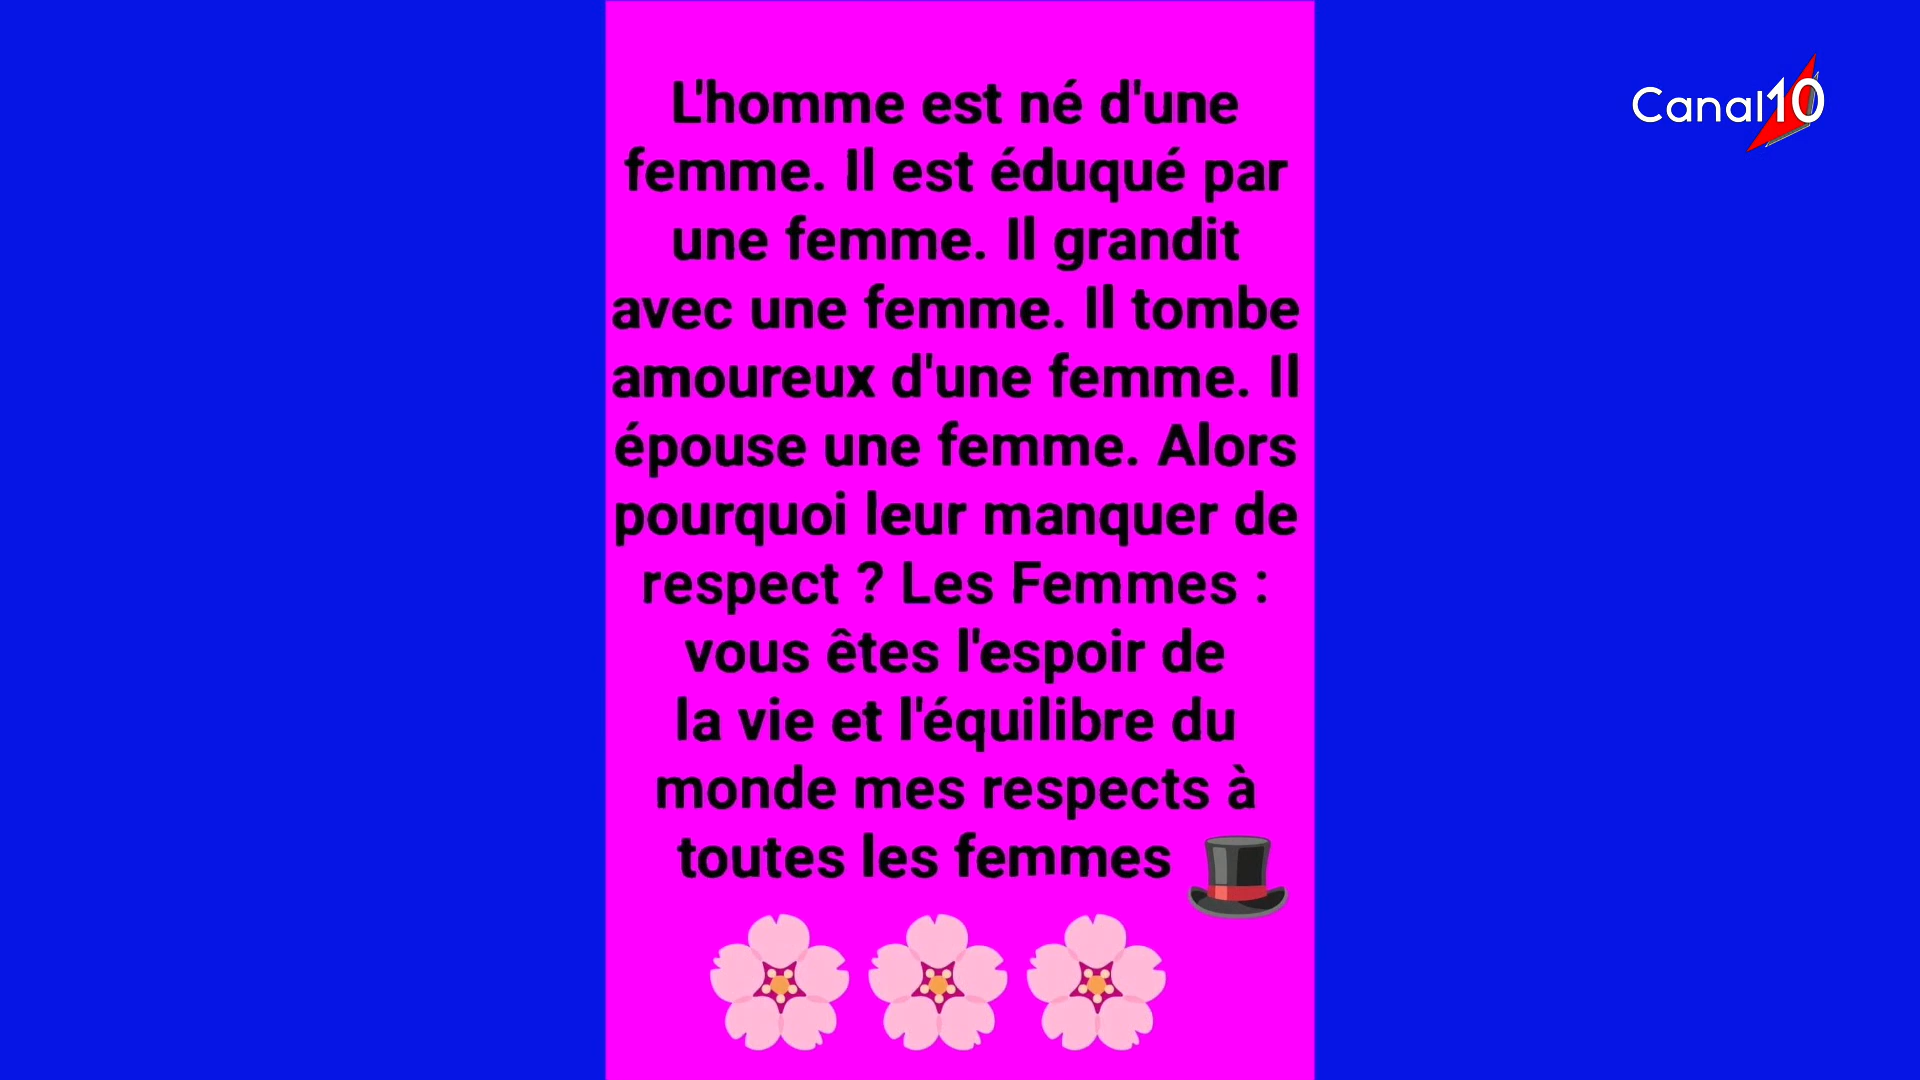 L'homme est né d'une
femme. Il est éduqué par
une femme. Il grandit
avec une femme. Il tombe
amoureux d'une femme. Il
épouse une femme. Alors
pourquoi leur manquer de
respect ? Les Femmes :
vous êtes l'espoir de
la vie et l'équilibre du
monde mes respects à
toutes les femmes
Canal10